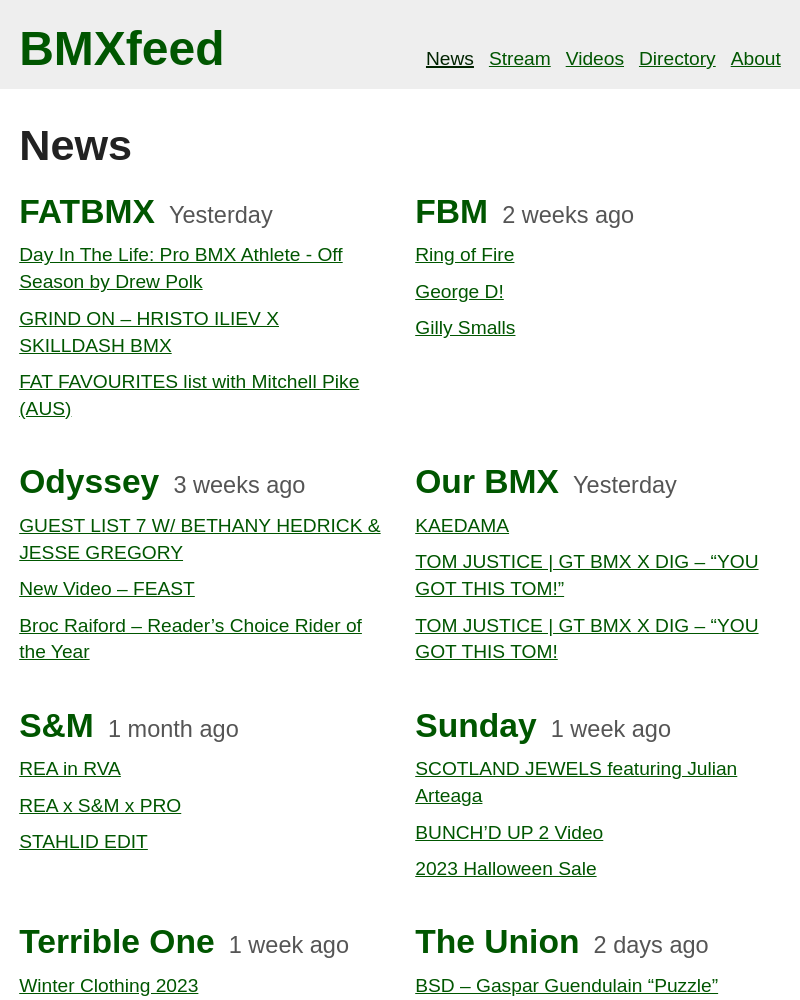 BMXfeed
News Stream Videos Directory About
News
FATBMX Yesterday
Day In The Life: Pro BMX Athlete - Off
Season by Drew Polk
GRIND ON – HRISTO ILIEV X
SKILLDASH BMX
FAT FAVOURITES list with Mitchell Pike
(AUS)
FBM 2 weeks ago
Ring of Fire
George D!
Gilly Smalls
Odyssey 3 weeks ago
GUEST LIST 7 W/ BETHANY HEDRICK &
JESSE GREGORY
New Video – FEAST
Broc Raiford – Reader’s Choice Rider of
the Year
Our BMX Yesterday
KAEDAMA
TOM JUSTICE | GT BMX X DIG – “YOU
GOT THIS TOM!”
TOM JUSTICE | GT BMX X DIG – “YOU
GOT THIS TOM!
S&M 1 month ago
REA in RVA
REA x S&M x PRO
STAHLID EDIT
Sunday 1 week ago
SCOTLAND JEWELS featuring Julian
Arteaga
BUNCH’D UP 2 Video
2023 Halloween Sale
Terrible One 1 week ago
Winter Clothing 2023
The Union 2 days ago
BSD – Gaspar Guendulain “Puzzle”